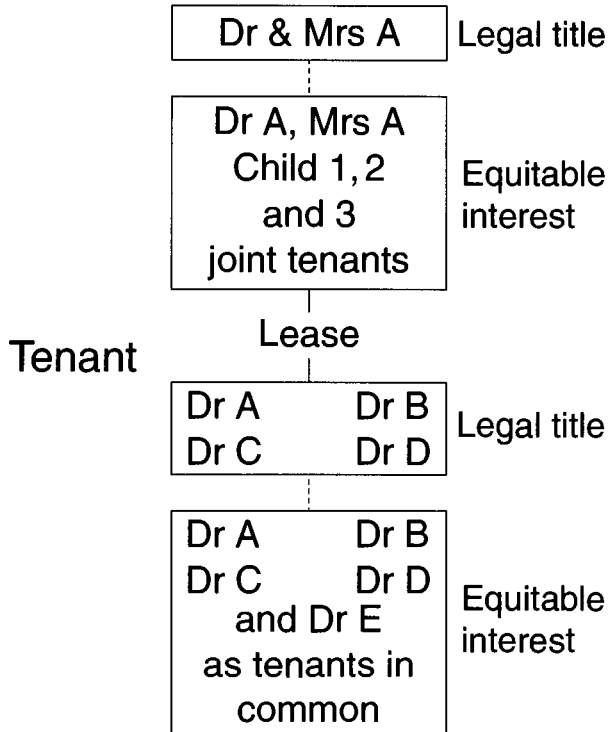 Dr & Mrs A Legal title
Dr A, Mrs A
Child 1, 2
and 3
joint tenants
Equitable
interest
Lease
Tenant
Dr A Dr B
Dr C Dr D
Legal title
Dr A Dr B
Dr C Dr D
and Dr E
as tenants in
common
Equitable
interest